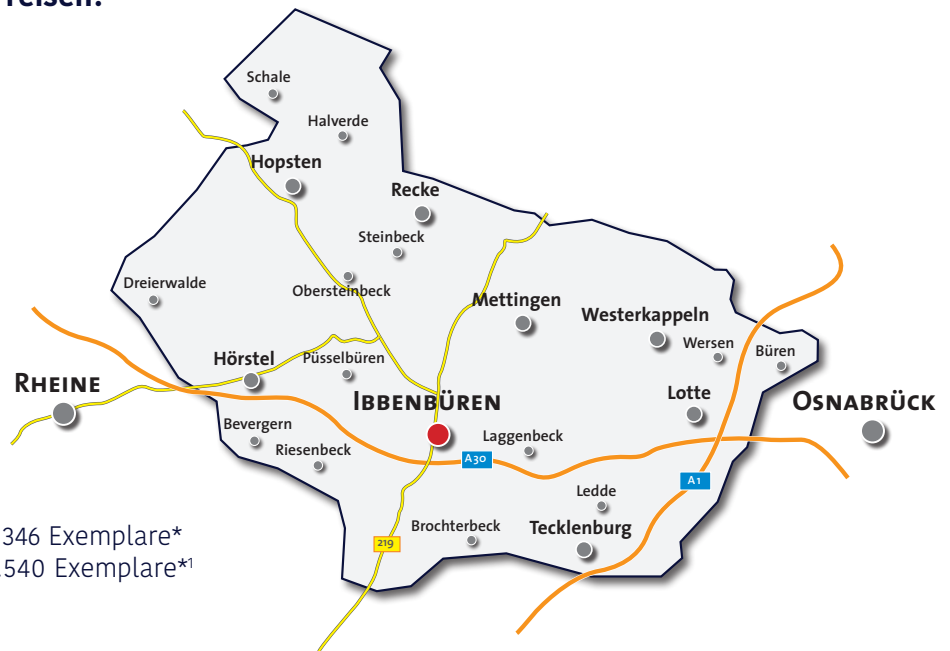 reisen:
Schale
Halverde
Hopsten
Recke
Steinbeck
Obersteinbeck
Dreierwalde
Mettingen
Westerkappeln
Wersen
Büren
Hörstel
Püsselbüren
RHEINE
IBBENBÜREN
Lotte
OSNABRÜCK
Bevergern
Riesenbeck
Laggenbeck
A30
A1
Ledde
Brochterbeck
Tecklenburg
219
346 Exemplare*
540 Exemplare*¹